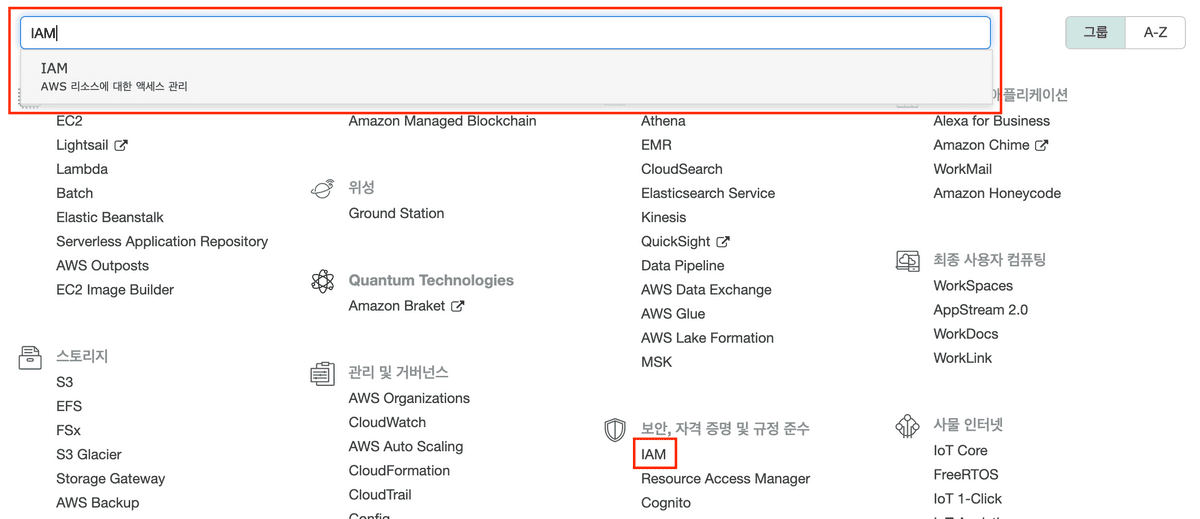 IAM
그룹
A-Z
IAM
AWS 리소스에 대한 액세스 관리
EC2
Lightsail
Lambda
Batch
Elastic Beanstalk
Serverless Application Repository
AWS Outposts
EC2 Image Builder
스토리지
S3
EFS
FSx
S3 Glacier
Storage Gateway
AWS Backup
Amazon Managed Blockchain
위성
Ground Station
Quantum Technologies
Amazon Braket
관리 및 거버넌스
AWS Organizations
CloudWatch
AWS Auto Scaling
CloudFormation
CloudTrail
Config
Athena
EMR
CloudSearch
Elasticsearch Service
Kinesis
QuickSight
Data Pipeline
AWS Data Exchange
AWS Glue
AWS Lake Formation
MSK
보안, 자격 증명 및 규정 준수
IAM
Resource Access Manager
Cognito
애플리케이션
Alexa for Business
Amazon Chime
WorkMail
Amazon Honeycode
최종 사용자 컴퓨팅
WorkSpaces
AppStream 2.0
WorkDocs
WorkLink
사물 인터넷
IoT Core
FreeRTOS
IoT 1-Click